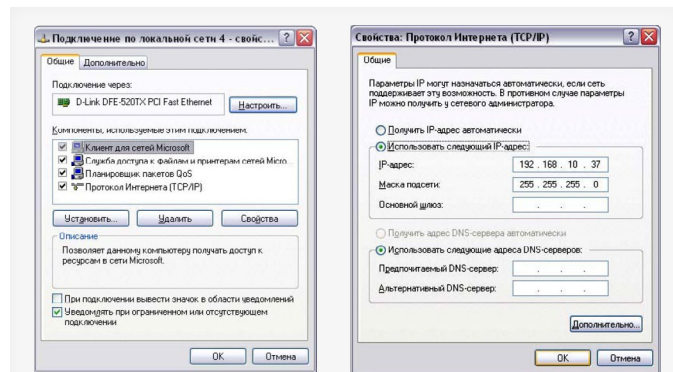 Подключение по локальной сети 4 - свойс...
Общие
Дополнительно
Подключение через:
D-Link DFE-520TX PCI Fast Ethernet
Настроить...
Компоненты, используемые этим подключением:
Клиент для сетей Microsoft
Служба доступа к файлам и принтерам сетей Micro...
Планировщик пакетов QoS
Протокол Интернета (TCP/IP)
Установить...
Удалить
Свойства
Описание
Позволяет данному компьютеру получать доступ к
ресурсам в сети Microsoft.
При подключении вывести значок в области уведомлений
Уведомлять при ограниченном или отсутствующем
подключении
OK
Отмена
Свойства: Протокол Интернета (TCP/IP)
Общие
Параметры IP могут назначаться автоматически, если сеть
поддерживает эту возможность. В противном случае параметры
IP можно получить у сетевого администратора.
Получить IP-адрес автоматически
Использовать следующий IP-адрес:
IP-адрес:
192 . 168 . 10 . 37
Маска подсети:
255 . 255 . 255 . 0
Основной шлюз:
Получить адрес DNS-сервера автоматически
Использовать следующие адреса DNS-серверов:
Предпочитаемый DNS-сервер:
Альтернативный DNS-сервер:
Дополнительно...
OK
Отмена